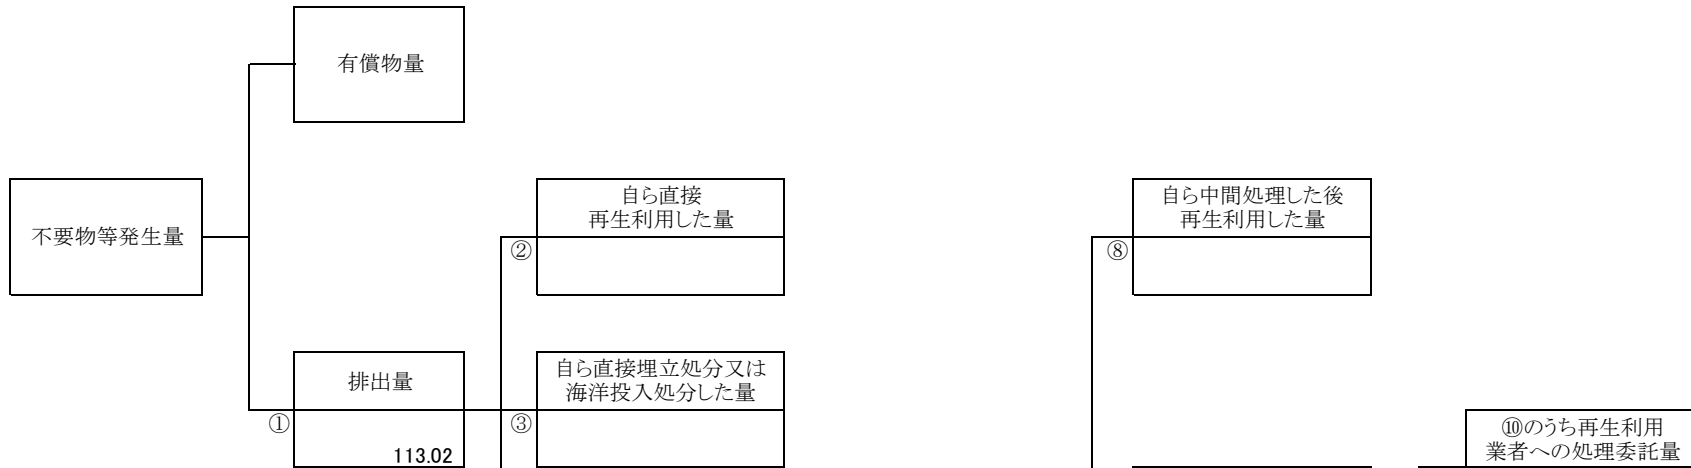 有償物量
不要物等発生量
自ら直接
再生利用した量
②
自ら中間処理した後
再生利用した量
⑧
排出量
①
113.02
自ら直接埋立処分又は
海洋投入処分した量
③
⑩のうち再生利用
業者への処理委託量